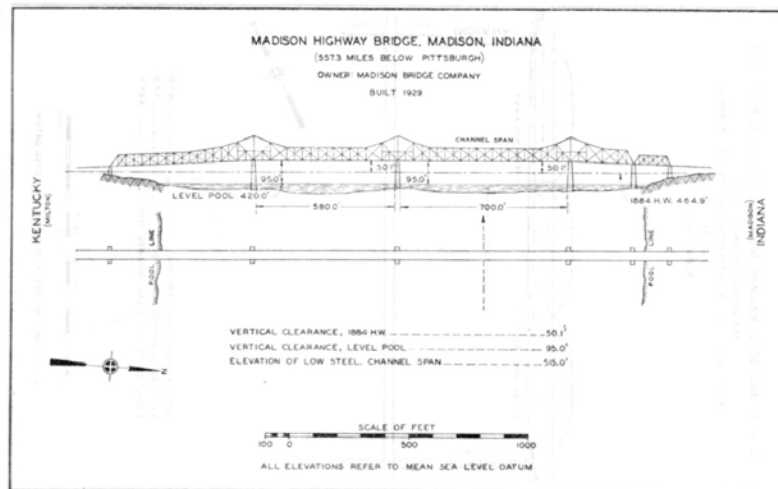 MADISON HIGHWAY BRIDGE, MADISON, INDIANA
(557.3 MILES BELOW PITTSBURGH)
OWNER: MADISON BRIDGE COMPANY
BUILT 1929
CHANNEL SPAN
50.1'
50.1'
95.0'
95.0'
LEVEL POOL 420.0'
1884 H.W. 464.9'
580.0'
700.0'
KENTUCKY
(MILTON)
(MADISON)
INDIANA
POOL LINE
POOL LINE
VERTICAL CLEARANCE, 1884 H.W. 50.1'
VERTICAL CLEARANCE, LEVEL POOL 95.0'
ELEVATION OF LOW STEEL, CHANNEL SPAN 515.0'
N
SCALE OF FEET
100 0 500 1000
ALL ELEVATIONS REFER TO MEAN SEA LEVEL DATUM